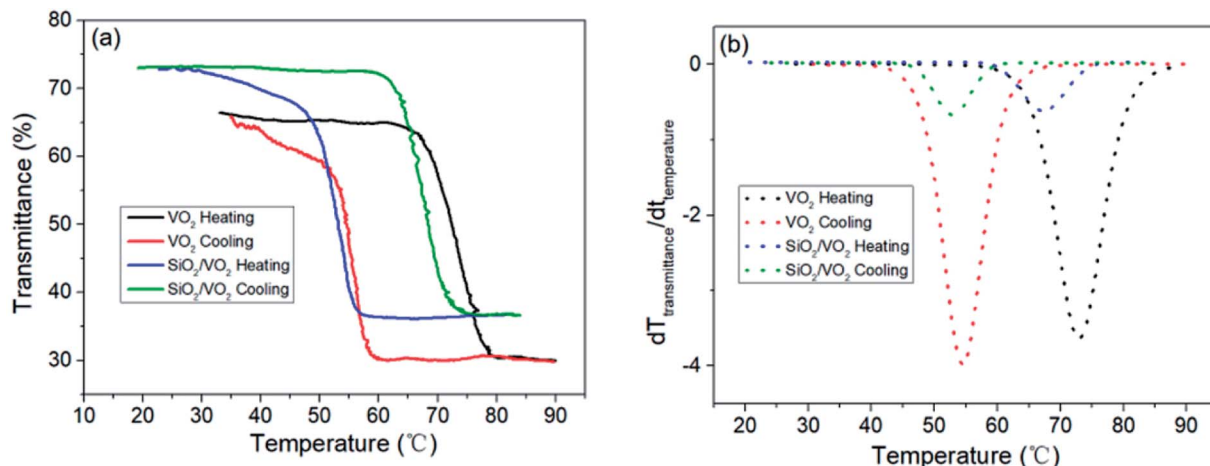 (a)
80
70
60
50
40
30
Transmittance (%)
VO2 Heating
VO2 Cooling
SiO2/VO2 Heating
SiO2/VO2 Cooling
10 20 30 40 50 60 70 80 90
Temperature (℃)
(b)
0
-2
-4
dTtransmittance/dttemperature
VO2 Heating
VO2 Cooling
SiO2/VO2 Heating
SiO2/VO2 Cooling
20 30 40 50 60 70 80 90
Temperature (℃)